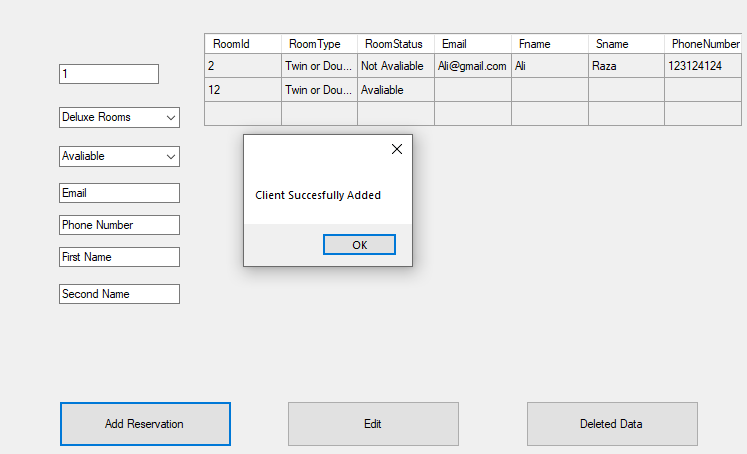 RoomId RoomType RoomStatus Email Fname Sname PhoneNumber
2 Twin or Dou... Not Avaliable Ali@gmail.com Ali Raza 123124124
12 Twin or Dou... Avaliable
1
Deluxe Rooms
Avaliable
Email
Phone Number
First Name
Second Name
Client Succesfully Added
OK
Add Reservation
Edit
Deleted Data